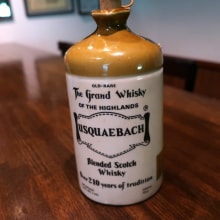 OLD-RARE
The Grand Whisky
OF THE HIGHLANDS
®
USQUAEBACH
Blended Scotch
Whisky
Over 210 years of tradition